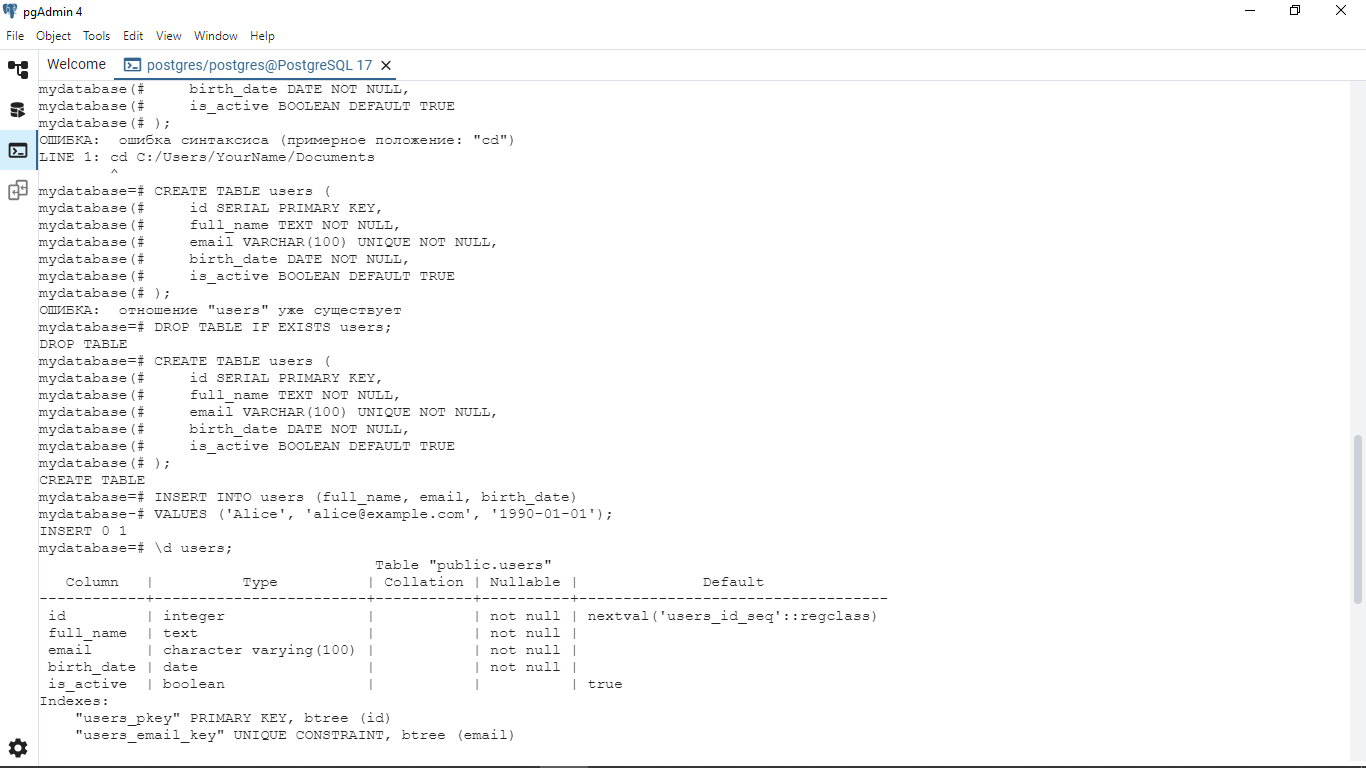 pgAdmin 4
File Object Tools Edit View Window Help
Welcome postgres/postgres@PostgreSQL 17
mydatabase(#     birth_date DATE NOT NULL,
mydatabase(#     is_active BOOLEAN DEFAULT TRUE
mydatabase(# );
ОШИБКА:  ошибка синтаксиса (примерное положение: "cd")
LINE 1: cd C:/Users/YourName/Documents
        ^
mydatabase=# CREATE TABLE users (
mydatabase(#     id SERIAL PRIMARY KEY,
mydatabase(#     full_name TEXT NOT NULL,
mydatabase(#     email VARCHAR(100) UNIQUE NOT NULL,
mydatabase(#     birth_date DATE NOT NULL,
mydatabase(#     is_active BOOLEAN DEFAULT TRUE
mydatabase(# );
ОШИБКА:  отношение "users" уже существует
mydatabase=# DROP TABLE IF EXISTS users;
DROP TABLE
mydatabase=# CREATE TABLE users (
mydatabase(#     id SERIAL PRIMARY KEY,
mydatabase(#     full_name TEXT NOT NULL,
mydatabase(#     email VARCHAR(100) UNIQUE NOT NULL,
mydatabase(#     birth_date DATE NOT NULL,
mydatabase(#     is_active BOOLEAN DEFAULT TRUE
mydatabase(# );
CREATE TABLE
mydatabase=# INSERT INTO users (full_name, email, birth_date)
mydatabase-# VALUES ('Alice', 'alice@example.com', '1990-01-01');
INSERT 0 1
mydatabase=# \d users;
                                      Table "public.users"
   Column   |          Type          | Collation | Nullable |              Default
------------+------------------------+-----------+----------+-----------------------------------
 id         | integer                |           | not null | nextval('users_id_seq'::regclass)
 full_name  | text                   |           | not null |
 email      | character varying(100) |           | not null |
 birth_date | date                   |           | not null |
 is_active  | boolean                |           |          | true
Indexes:
    "users_pkey" PRIMARY KEY, btree (id)
    "users_email_key" UNIQUE CONSTRAINT, btree (email)